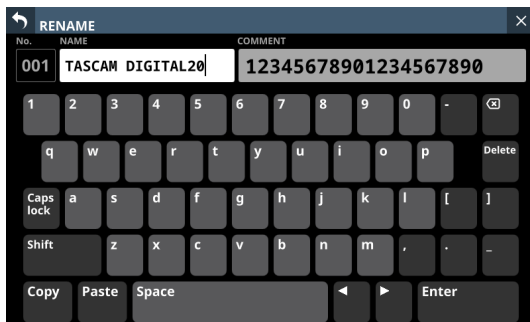 RENAME
No. NAME COMMENT
001 TASCAM DIGITAL20 12345678901234567890
1 2 3 4 5 6 7 8 9 0 -
q w e r t y u i o p Delete
Caps lock a s d f g h j k l [ ]
Shift z x c v b n m , . _
Copy Paste Space ◀ ▶ Enter